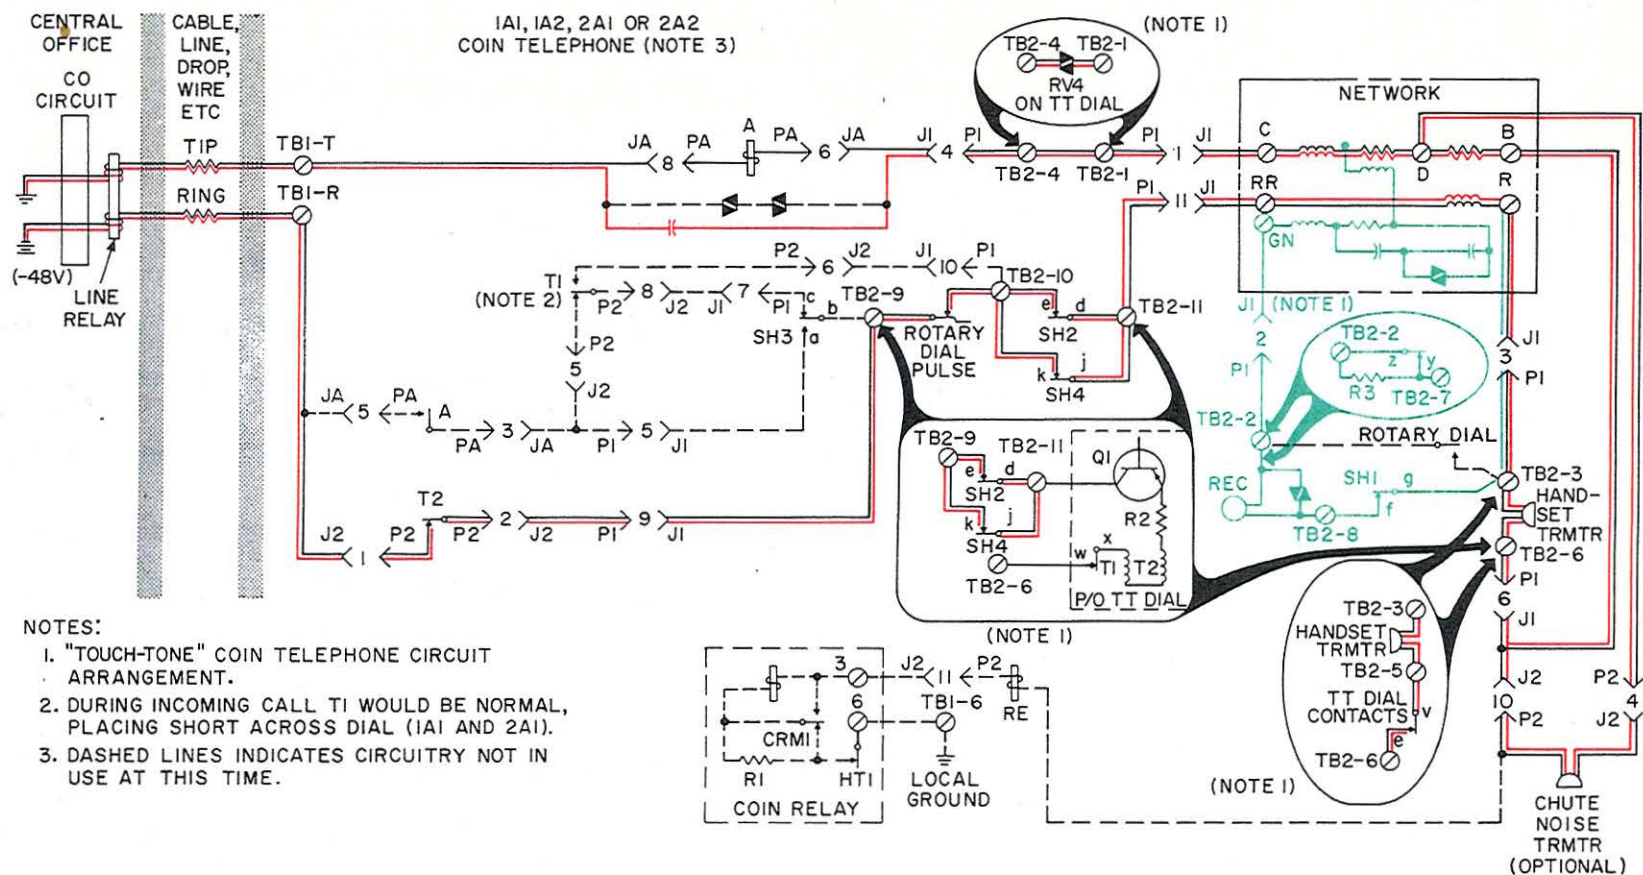 CENTRAL
OFFICE
CABLE,
LINE,
DROP,
WIRE
ETC
1A1, 1A2, 2A1 OR 2A2
COIN TELEPHONE (NOTE 3)
(NOTE 1)
TB2-4 TB2-1
RV4
ON TT DIAL
CO
CIRCUIT
NETWORK
TIP
TB1-T
JA
8
PA
A
PA
6
JA
J1
4
P1
TB2-4
TB2-1
P1
1
J1
C
D
B
RING
TB1-R
P1
11
J1
RR
R
GN
(-48V)
LINE
RELAY
T1
(NOTE 2)
P2
6
J2
J1
10
P1
TB2-10
P2
8
J2
J1
7
P1
c
b
a
SH3
TB2-9
ROTARY
DIAL
PULSE
e
d
SH2
j
k
SH4
TB2-11
J1
(NOTE 1)
2
P1
TB2-2
z
y
R3
TB2-7
J1
3
P1
P2
5
J2
JA
5
PA
A
PA
3
JA
P1
5
J1
TB2-2
ROTARY DIAL
TB2-3
REC
SH1
g
f
TB2-8
HAND-
SET
TRMTR
TB2-6
TB2-9
TB2-11
e
d
SH2
k
j
SH4
TB2-6
Q1
R2
w
x
T1
T2
P/O TT DIAL
(NOTE 1)
J2
1
P2
T2
P2
2
J2
P1
9
J1
P1
6
J1
TB2-3
HANDSET
TRMTR
TB2-5
TT DIAL
CONTACTS
v
e
TB2-6
(NOTE 1)
J2
10
P2
P2
4
J2
CHUTE
NOISE
TRMTR
(OPTIONAL)
NOTES:
1. "TOUCH-TONE" COIN TELEPHONE CIRCUIT
ARRANGEMENT.
2. DURING INCOMING CALL T1 WOULD BE NORMAL,
PLACING SHORT ACROSS DIAL (1A1 AND 2A1).
3. DASHED LINES INDICATES CIRCUITRY NOT IN
USE AT THIS TIME.
3
J2
11
P2
6
TB1-6
RE
CRM1
R1
HT1
COIN RELAY
LOCAL
GROUND